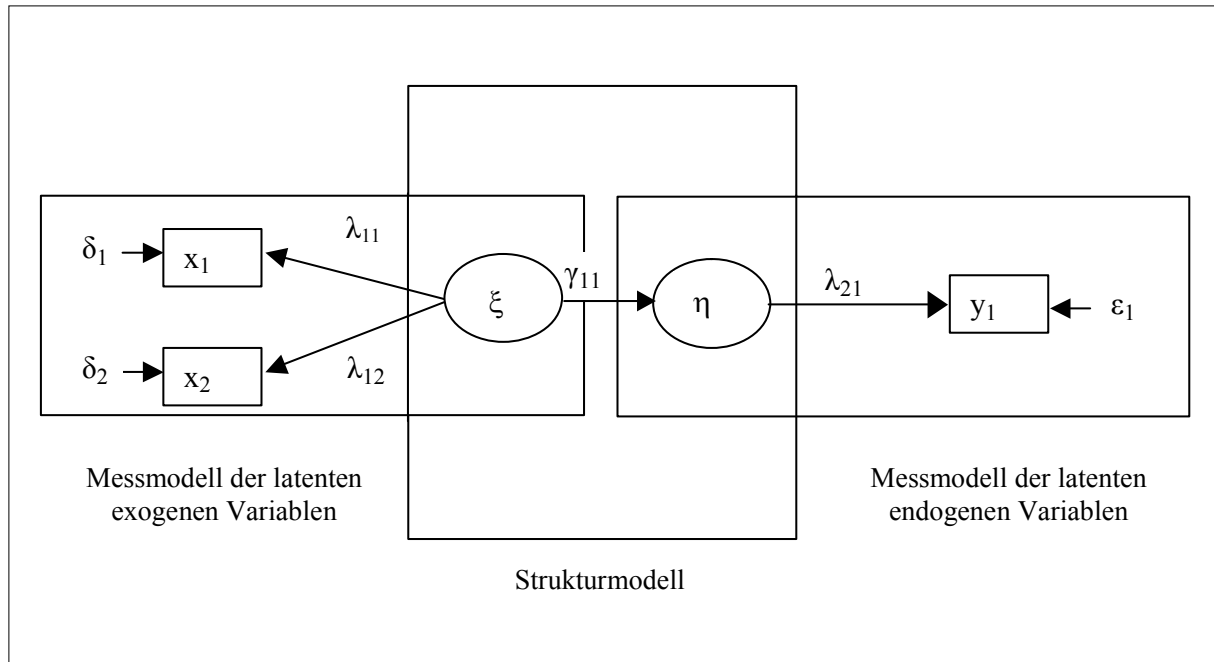 δ₁
x₁
λ₁₁
δ₂
x₂
λ₁₂
ξ
γ₁₁
η
λ₂₁
y₁
ε₁
Messmodell der latenten
exogenen Variablen
Strukturmodell
Messmodell der latenten
endogenen Variablen